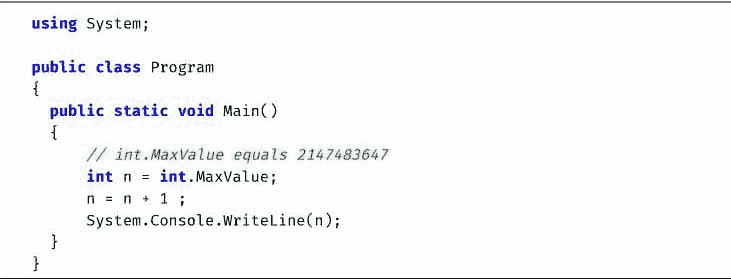 using System;

public class Program
{
  public static void Main()
  {
      // int.MaxValue equals 2147483647
      int n = int.MaxValue;
      n = n + 1 ;
      System.Console.WriteLine(n);
  }
}